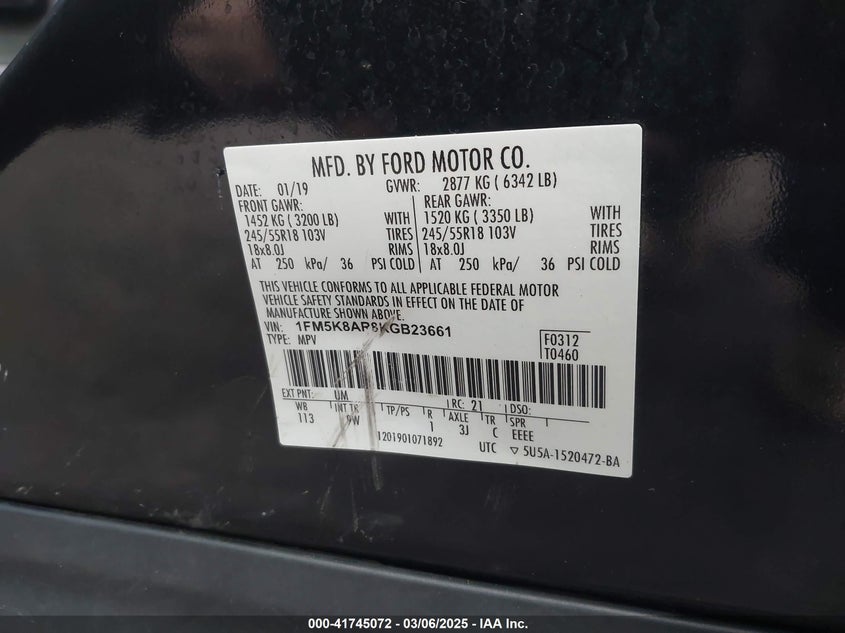 MFD. BY FORD MOTOR CO.
DATE: 01/19 GVWR: 2877 KG ( 6342 LB)
FRONT GAWR: REAR GAWR:
1452 KG ( 3200 LB) WITH 1520 KG ( 3350 LB) WITH
245/55R18 103V TIRES 245/55R18 103V TIRES
18x8.0J RIMS 18x8.0J RIMS
AT 250 kPa/ 36 PSI COLD AT 250 kPa/ 36 PSI COLD
THIS VEHICLE CONFORMS TO ALL APPLICABLE FEDERAL MOTOR
VEHICLE SAFETY STANDARDS IN EFFECT ON THE DATE OF
MANUFACTURE SHOWN ABOVE.
VIN: 1FM5K8AR8KGB23661
TYPE: MPV
F0312
T0460
EXT PNT: UM RC: 21 DSO:
WB INT TR TP/PS R AXLE TR SPR
113 9W 1 3J C EEEE
1201901071892 UTC ▽ 5U5A-1520472-BA
000-41745072 - 03/06/2025 - IAA Inc.